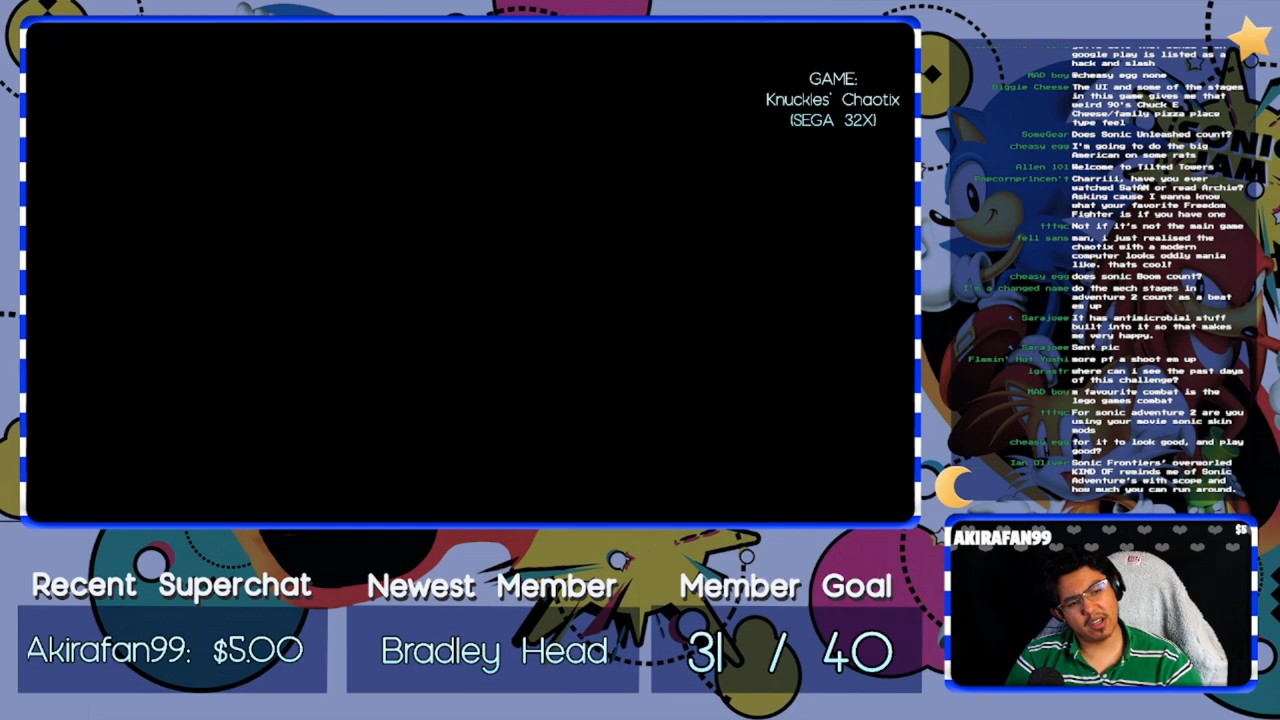 GAME:
Knuckles' Chaotix
(SEGA 32X)
google play is listed as a
hack and slash
MAD boy @cheasy egg none
Biggie Cheese The UI and some of the stages
in this game gives me that
weird 90's Chuck E
Cheese/family pizza place
type feel
SomeGear Does Sonic Unleashed count?
cheasy egg I'm going to do the big
American on some rats
Allen 101 Welcome to Tilted Towers
Charriii, have you ever
watched SatAM or read Archie?
Asking cause I wanna know
what your favorite Freedom
Fighter is if you have one
tttqc Not if it's not the main game
fell sans man, i just realised the
chaotix with a modern
computer looks oddly mania
like. thats cool!
cheasy egg does sonic Boom count?
I'm a changed name do the mech stages in
adventure 2 count as a beat
em up
Sarajoee It has antimicrobial stuff
built into it so that makes
me very happy.
Sarajoee Sent pic
Flamin' Hot Yoshi more pf a shoot em up
igrastr where can i see the past days
of this challenge?
MAD boy m favourite combat is the
lego games combat
tttqc For sonic adventure 2 are you
using your movie sonic skin
mods
cheasy egg for it to look good, and play
good?
Ian Oliver Sonic Frontiers' overworled
KIND OF reminds me of Sonic
Adventure's with scope and
how much you can run around.
AKIRAFAN99 $5
Recent Superchat
Akirafan99: $5.00
Newest Member
Bradley Head
Member Goal
31 / 40